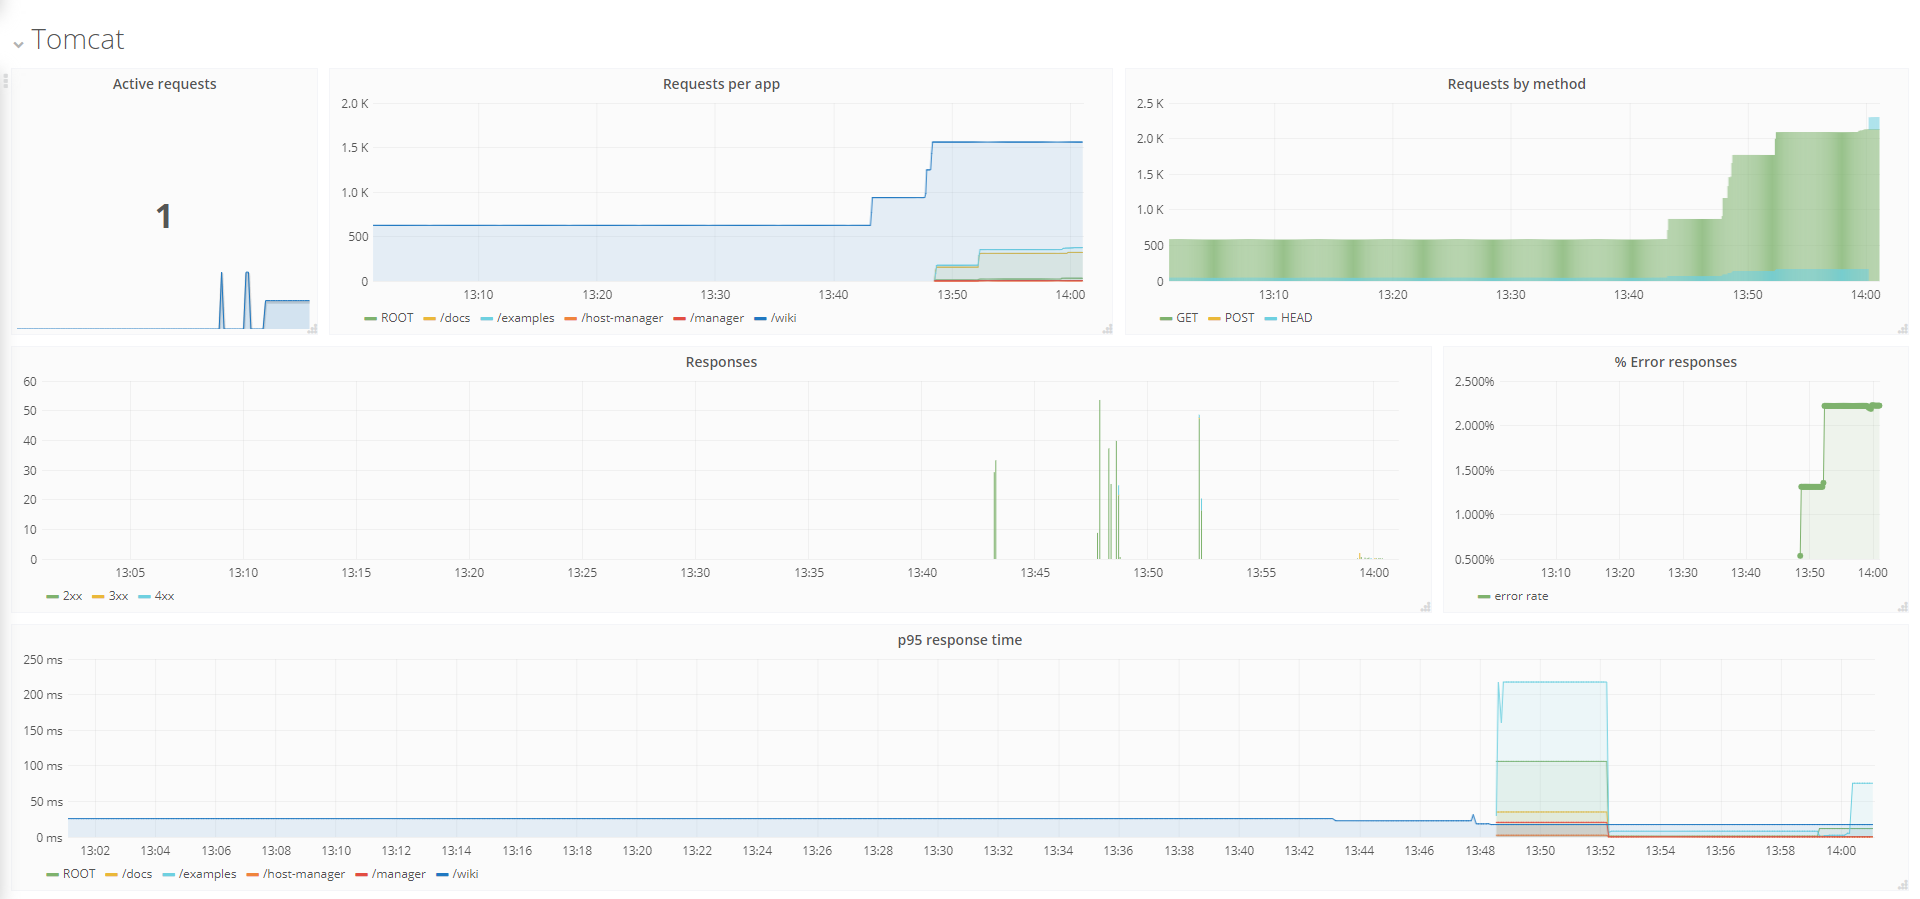 Tomcat
Active requests
1
Requests per app
2.0 K
1.5 K
1.0 K
500
0
13:10 13:20 13:30 13:40 13:50 14:00
ROOT /docs /examples /host-manager /manager /wiki
Requests by method
2.5 K
2.0 K
1.5 K
1.0 K
500
0
13:10 13:20 13:30 13:40 13:50 14:00
GET POST HEAD
Responses
60
50
40
30
20
10
0
13:05 13:10 13:15 13:20 13:25 13:30 13:35 13:40 13:45 13:50 13:55 14:00
2xx 3xx 4xx
% Error responses
2.500%
2.000%
1.500%
1.000%
0.500%
13:10 13:20 13:30 13:40 13:50 14:00
error rate
p95 response time
250 ms
200 ms
150 ms
100 ms
50 ms
0 ms
13:02 13:04 13:06 13:08 13:10 13:12 13:14 13:16 13:18 13:20 13:22 13:24 13:26 13:28 13:30 13:32 13:34 13:36 13:38 13:40 13:42 13:44 13:46 13:48 13:50 13:52 13:54 13:56 13:58 14:00
ROOT /docs /examples /host-manager /manager /wiki